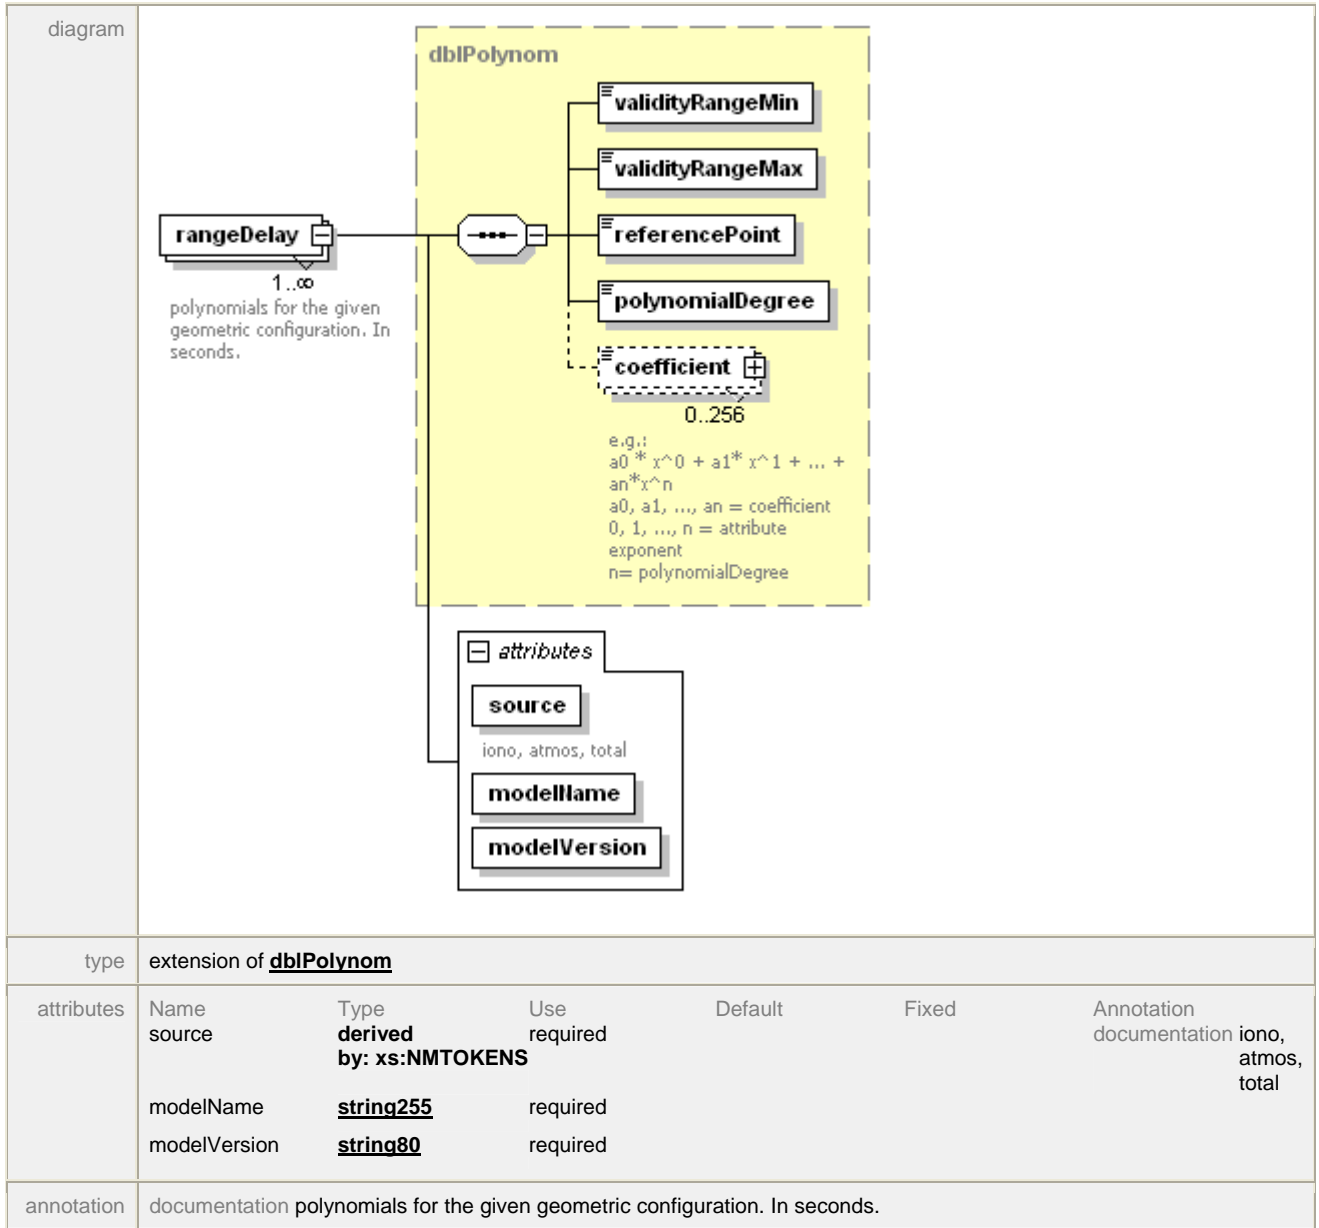 diagram
dblPolynom
validityRangeMin
validityRangeMax
rangeDelay
referencePoint
1..∞
polynomials for the given
geometric configuration. In
seconds.
polynomialDegree
coefficient
0..256
e.g.:
a0 * x^0 + a1* x^1 + ... +
an*x^n
a0, a1, ..., an = coefficient
0, 1, ..., n = attribute
exponent
n= polynomialDegree
attributes
source
iono, atmos, total
modelName
modelVersion
type extension of dblPolynom
attributes Name Type Use Default Fixed Annotation
source derived required documentation iono,
by: xs:NMTOKENS atmos,
total
modelName string255 required
modelVersion string80 required
annotation documentation polynomials for the given geometric configuration. In seconds.